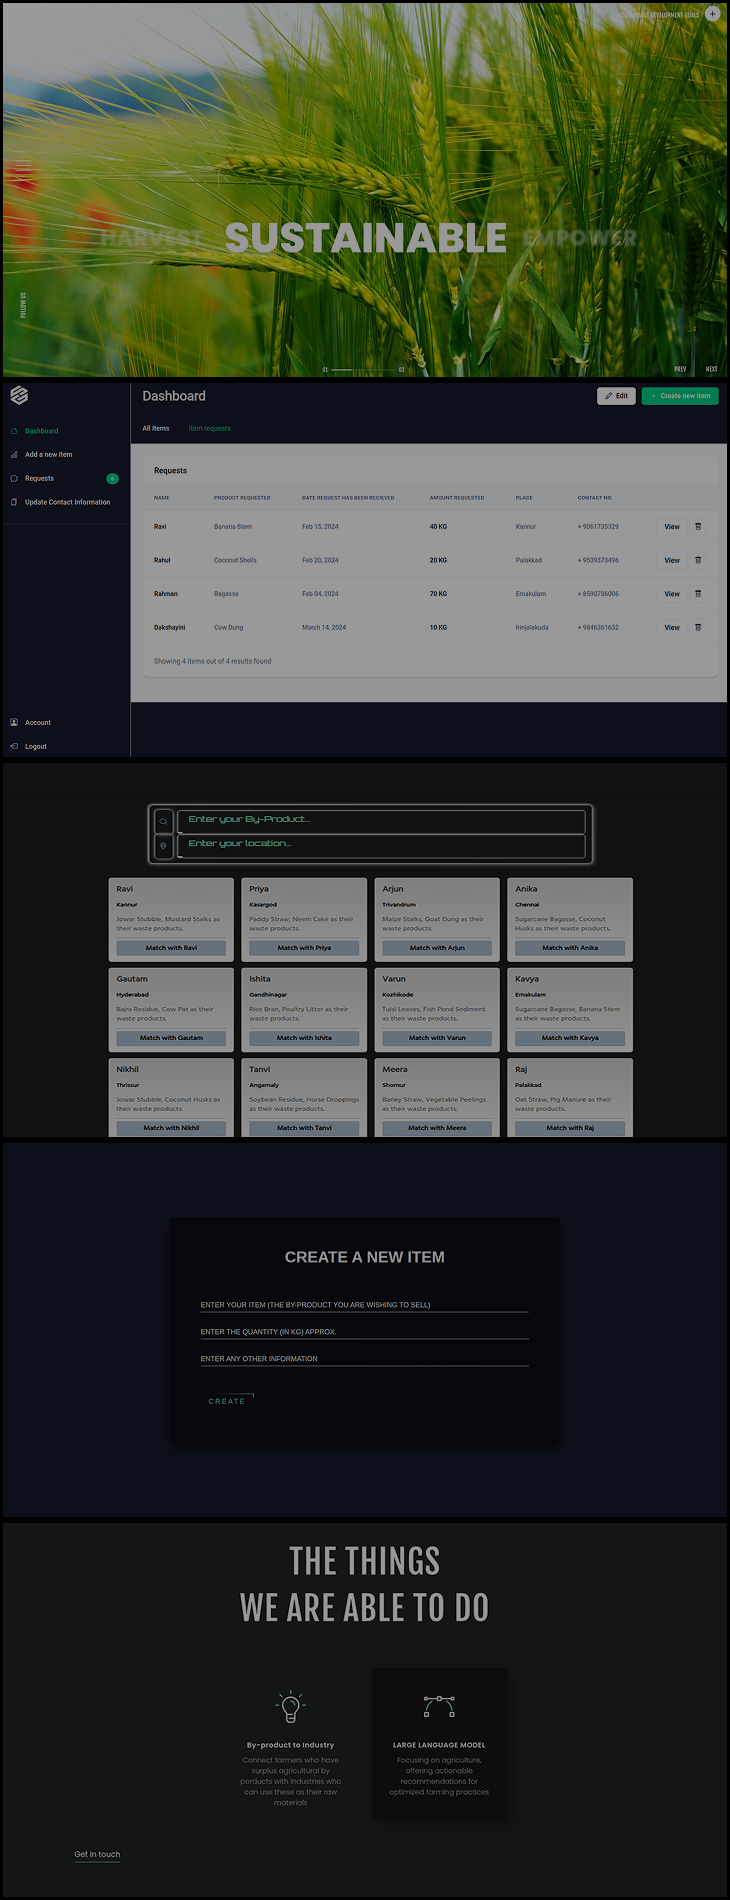 DEVELOPMENT GOALS
+
HARVEST
SUSTAINABLE
EMPOWER
FOLLOW US
01
03
PREV
NEXT
Dashboard
Edit
+ Create new item
Dashboard
Add a new item
Requests
6
Update Contact Information
All Items
Item requests
Requests
NAME PRODUCT REQUESTED DATE REQUEST HAS BEEN RECIEVED AMOUNT REQUESTED PLACE CONTACT NO.
Ravi Banana Stem Feb 15, 2024 40 KG Kannur + 9061735329 View
Rahul Coconut Shells Feb 20, 2024 20 KG Palakkad + 9539373496 View
Rahman Bagasse Feb 04, 2024 70 KG Ernakulam + 8590736006 View
Dakshayini Cow Dung March 14, 2024 10 KG Irinjalakuda + 9846361632 View
Showing 4 items out of 4 results found
Account
Logout
Enter your By-Product...
Enter your location...
Ravi
Kannur
Jowar Stubble, Mustard Stalks as
their waste products.
Match with Ravi
Priya
Kasargod
Paddy Straw, Neem Cake as their
waste products.
Match with Priya
Arjun
Trivandrum
Maize Stalks, Goat Dung as their
waste products.
Match with Arjun
Anika
Chennai
Sugarcane Bagasse, Coconut
Husks as their waste products.
Match with Anika
Gautam
Hyderabad
Bajra Residue, Cow Pat as their
waste products.
Match with Gautam
Ishita
Gandhinagar
Rice Bran, Poultry Litter as their
waste products.
Match with Ishita
Varun
Kozhikode
Tulsi Leaves, Fish Pond Sediment
as their waste products.
Match with Varun
Kavya
Ernakulam
Sugarcane Bagasse, Banana Stem
as their waste products.
Match with Kavya
Nikhil
Thrissur
Jowar Stubble, Coconut Husks as
their waste products.
Match with Nikhil
Tanvi
Angamaly
Soybean Residue, Horse Droppings
as their waste products.
Match with Tanvi
Meera
Shornur
Barley Straw, Vegetable Peelings
as their waste products.
Match with Meera
Raj
Palakkad
Oat Straw, Pig Manure as their
waste products.
Match with Raj
CREATE A NEW ITEM
ENTER YOUR ITEM (THE BY-PRODUCT YOU ARE WISHING TO SELL)
ENTER THE QUANTITY (IN KG) APPROX.
ENTER ANY OTHER INFORMATION
CREATE
THE THINGS
WE ARE ABLE TO DO
By-product to Industry
Connect farmers who have
surplus agricultural by
porducts with industries who
can use these as their raw
materials
LARGE LANGUAGE MODEL
Focusing on agriculture,
offering actionable
recommendations for
optimized farming practices
Get in touch